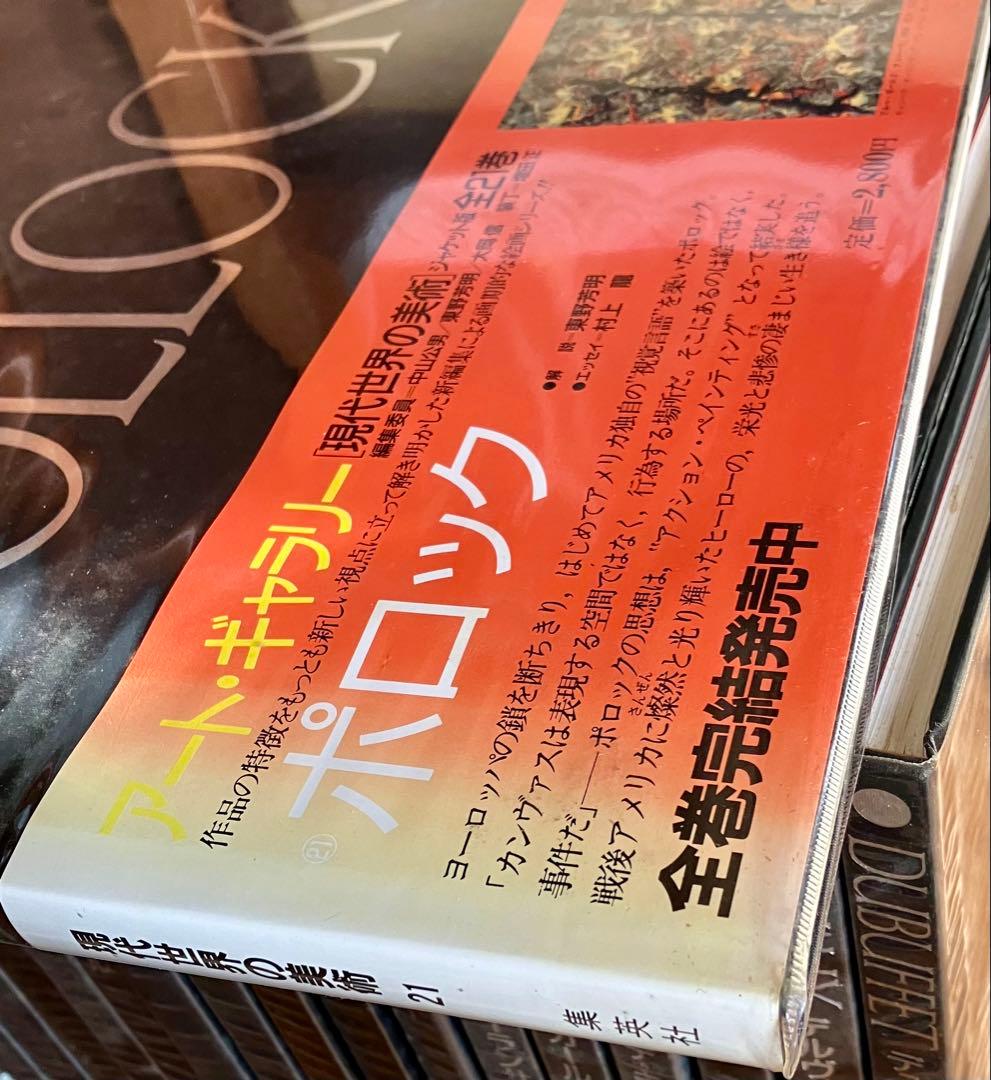 OLLOCK
アート・ギャラリー[現代世界の美術]ジャケット版 全21巻
編集委員=中山公男/東野芳明/大岡 信
作品の特徴をもっとも新しい視点に立って解き明かした新編集による画期的な絵画シリーズ!!
㉑ポロック
●解 説=東野芳明
●エッセイ=村上 龍
ヨーロッパの鎖を断ちきり,はじめてアメリカ独自の"視覚言語"を築いたポロック。
「カンヴァスは表現する空間ではなく,行為する場所だ。そこにあるのは絵ではなく,
事件だ」――ポロックの思想は,"アクション・ペインティング"となって結実した。
戦後アメリカに燦然と光り輝いたヒーローの,栄光と悲惨の凄まじい生き様を追う。
さんぜん
定価=2,800円
全巻完結発売中
現代世界の美術 21
集英社
DUBUFFET